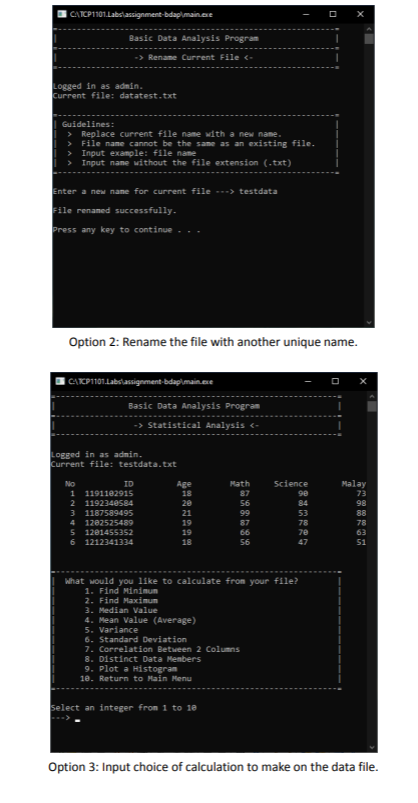 C:\TCP1101.Labs\assignment-bdap\main.exe
Basic Data Analysis Program
-> Rename Current File <-
Logged in as admin.
Current file: datatest.txt
Guidelines:
> Replace current file name with a new name.
> File name cannot be the same as an existing file.
> Input example: file name
> Input name without the file extension (.txt)
Enter a new name for current file ---> testdata
File renamed successfully.
Press any key to continue . . .
Option 2: Rename the file with another unique name.
C:\TCP1101.Labs\assignment-bdap\main.exe
Basic Data Analysis Program
-> Statistical Analysis <-
Logged in as admin.
Current file: testdata.txt
No ID Age Math Science Malay
1 1191102915 18 87 90 73
2 1192340584 20 56 84 98
3 1187589495 21 99 53 88
4 1202525489 19 87 78 78
5 1201455352 19 66 70 63
6 1212341334 18 56 47 51
What would you like to calculate from your file?
1. Find Minimum
2. Find Maximum
3. Median Value
4. Mean Value (Average)
5. Variance
6. Standard Deviation
7. Correlation Between 2 Columns
8. Distinct Data Members
9. Plot a Histogram
10. Return to Main Menu
Select an integer from 1 to 10
--->
Option 3: Input choice of calculation to make on the data file.